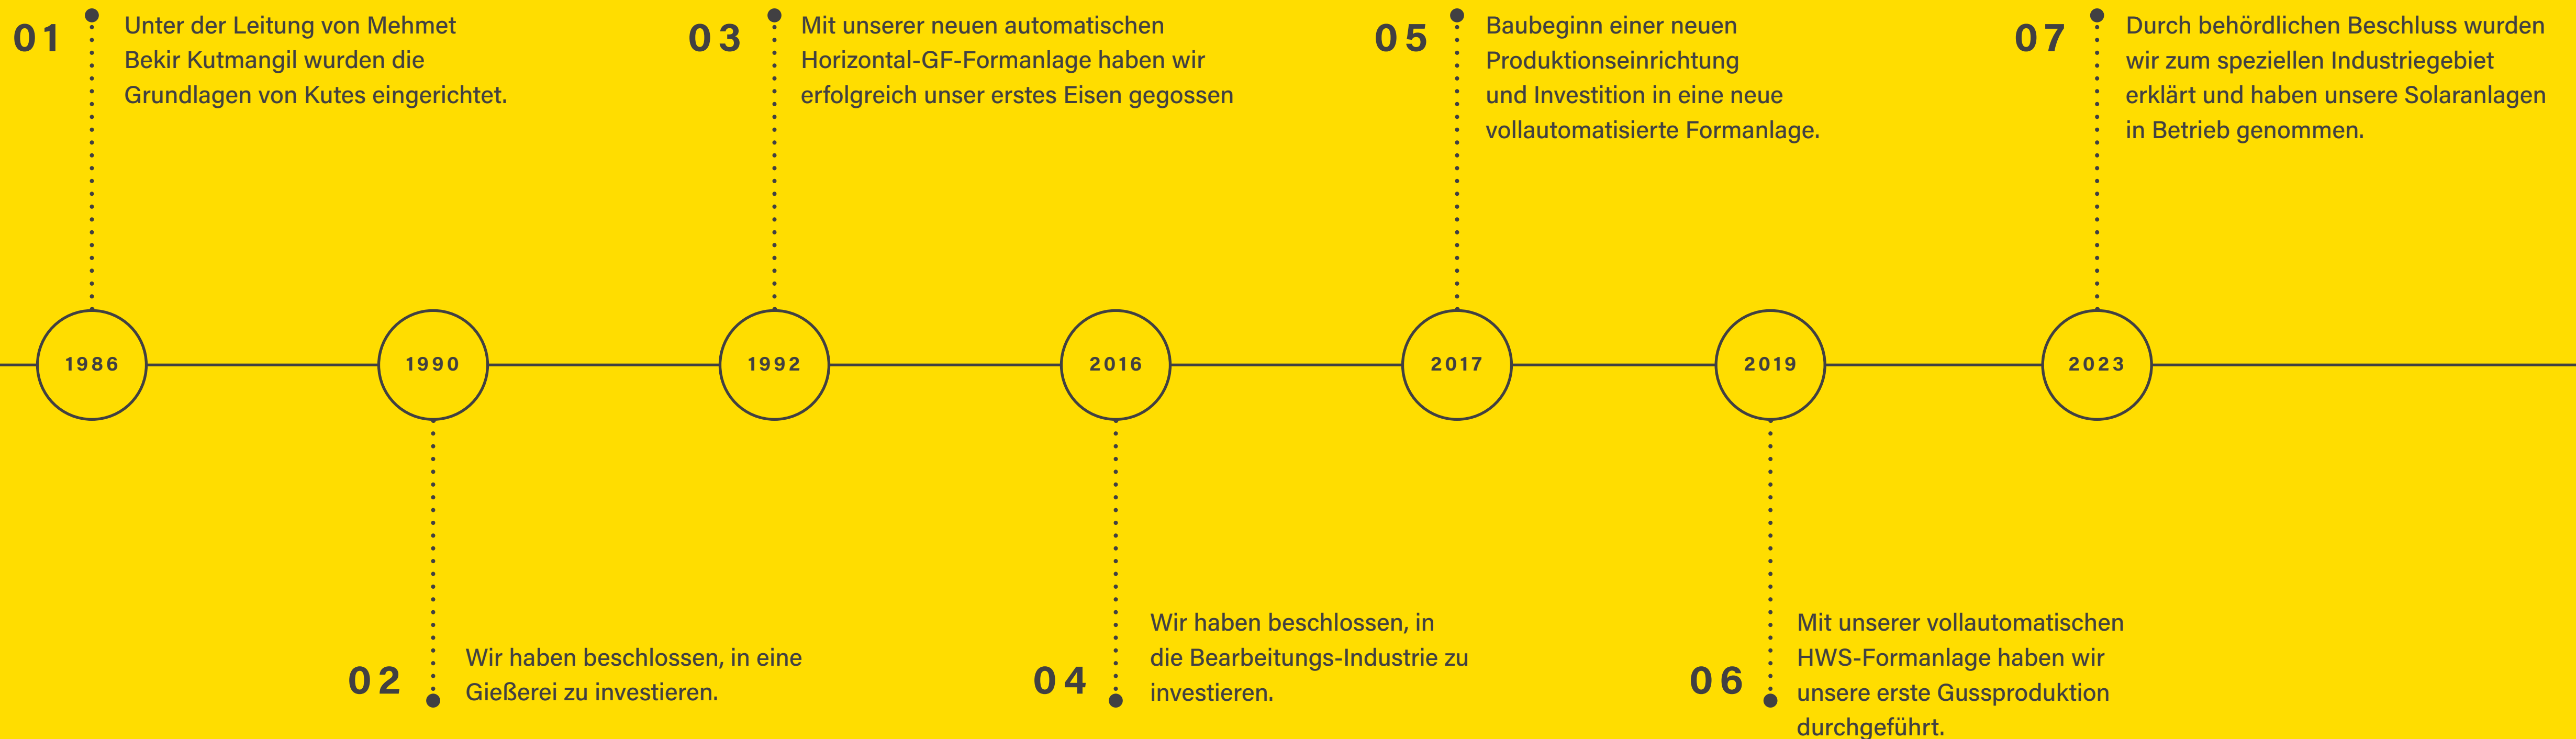 01
Unter der Leitung von Mehmet
Bekir Kutmangil wurden die
Grundlagen von Kutes eingerichtet.
03
Mit unserer neuen automatischen
Horizontal-GF-Formanlage haben wir
erfolgreich unser erstes Eisen gegossen
05
Baubeginn einer neuen
Produktionseinrichtung
und Investition in eine neue
vollautomatisierte Formanlage.
07
Durch behördlichen Beschluss wurden
wir zum speziellen Industriegebiet
erklärt und haben unsere Solaranlagen
in Betrieb genommen.
1986
1990
1992
2016
2017
2019
2023
02
Wir haben beschlossen, in eine
Gießerei zu investieren.
04
Wir haben beschlossen, in
die Bearbeitungs-Industrie zu
investieren.
06
Mit unserer vollautomatischen
HWS-Formanlage haben wir
unsere erste Gussproduktion
durchgeführt.